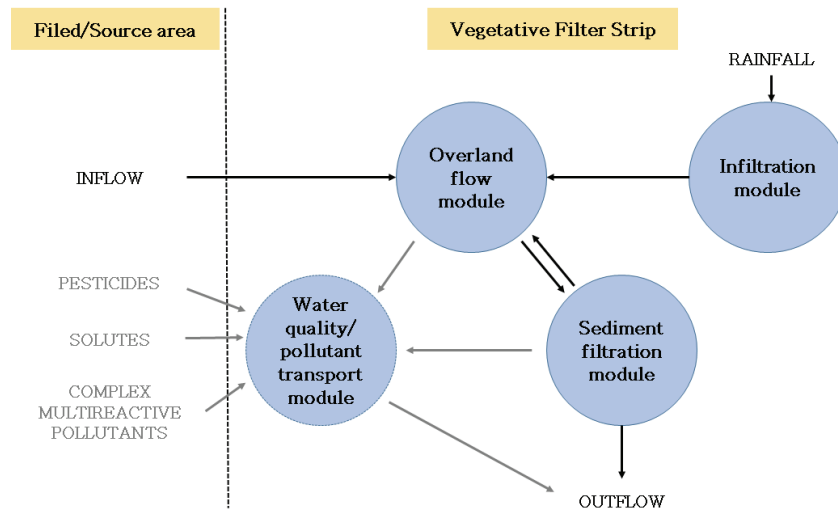 Filed/Source area
Vegetative Filter Strip
RAINFALL
INFLOW
Overland
flow
module
Infiltration
module
PESTICIDES
SOLUTES
COMPLEX
MULTIREACTIVE
POLLUTANTS
Water
quality/
pollutant
transport
module
Sediment
filtration
module
OUTFLOW